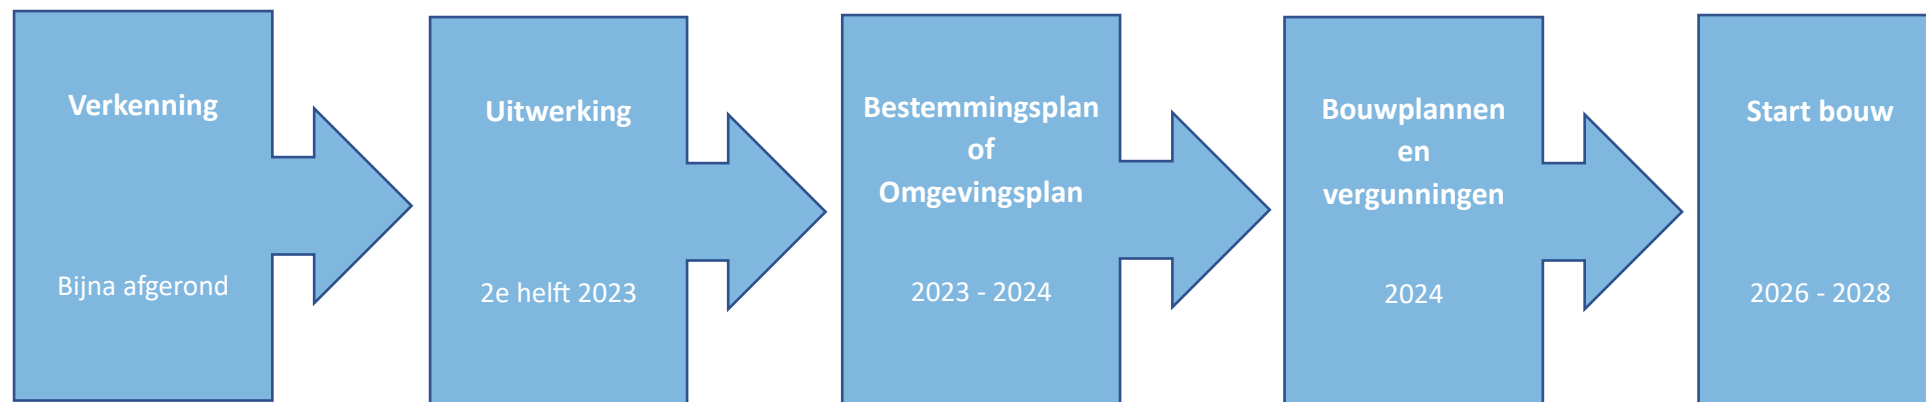 Verkenning
Bijna afgerond
Uitwerking
2e helft 2023
Bestemmingsplan
of
Omgevingsplan
2023 - 2024
Bouwplannen
en
vergunningen
2024
Start bouw
2026 - 2028